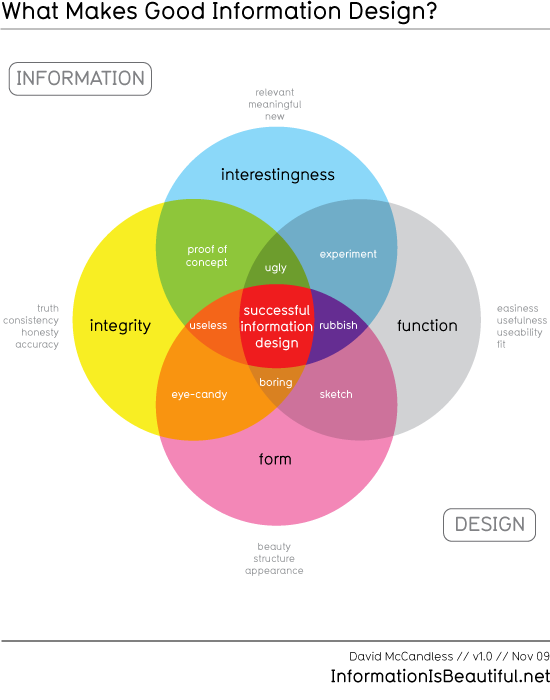 What Makes Good Information Design?
INFORMATION
relevant
meaningful
new
interestingness
proof of
concept
ugly
experiment
truth
consistency
honesty
accuracy
integrity
useless
successful
information
design
rubbish
function
easiness
usefulness
useability
fit
eye-candy
boring
sketch
form
DESIGN
beauty
structure
appearance
David McCandless // v1.0 // Nov 09
InformationIsBeautiful.net